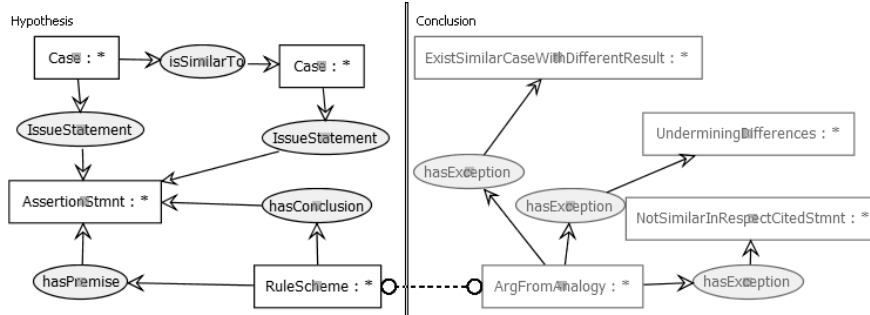 Hypothesis
Conclusion
Case : *
isSimilarTo
Case : *
ExistSimilarCaseWithDifferentResult : *
IssueStatement
IssueStatement
UnderminingDifferences : *
hasException
AssertionStmnt : *
hasConclusion
hasException
NotSimilarInRespectCitedStmnt : *
hasPremise
RuleScheme : *
ArgFromAnalogy : *
hasException